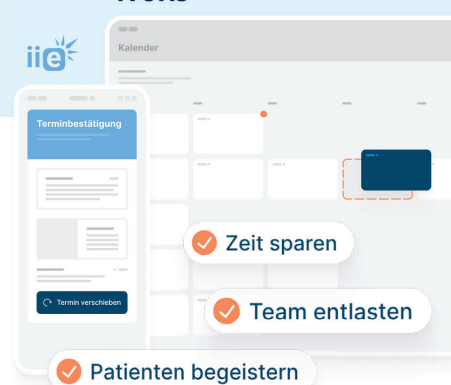 Kalender
iie
Terminbestätigung
Zeit sparen
Termin verschieben
Team entlasten
Patienten begeistern